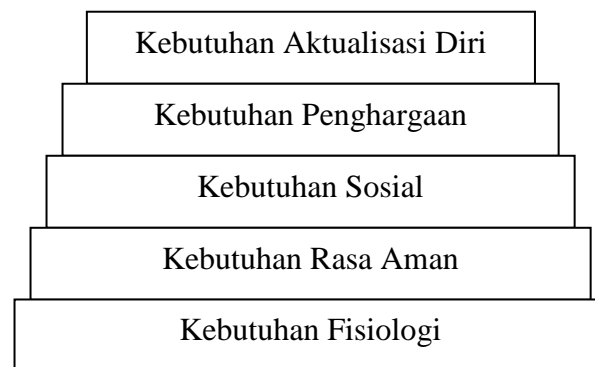 Kebutuhan Aktualisasi Diri
Kebutuhan Penghargaan
Kebutuhan Sosial
Kebutuhan Rasa Aman
Kebutuhan Fisiologi